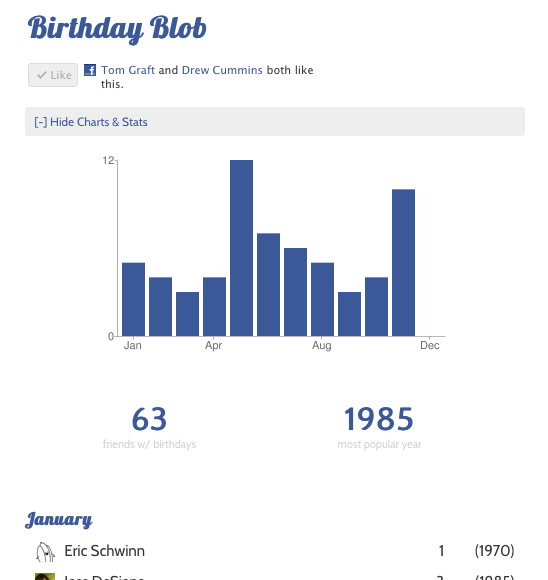 Birthday Blob
Like
Tom Graft and Drew Cummins both like
this.
[-] Hide Charts & Stats
12
0
Jan Apr Aug Dec
63 1985
friends w/ birthdays most popular year
January
Eric Schwinn 1 (1970)